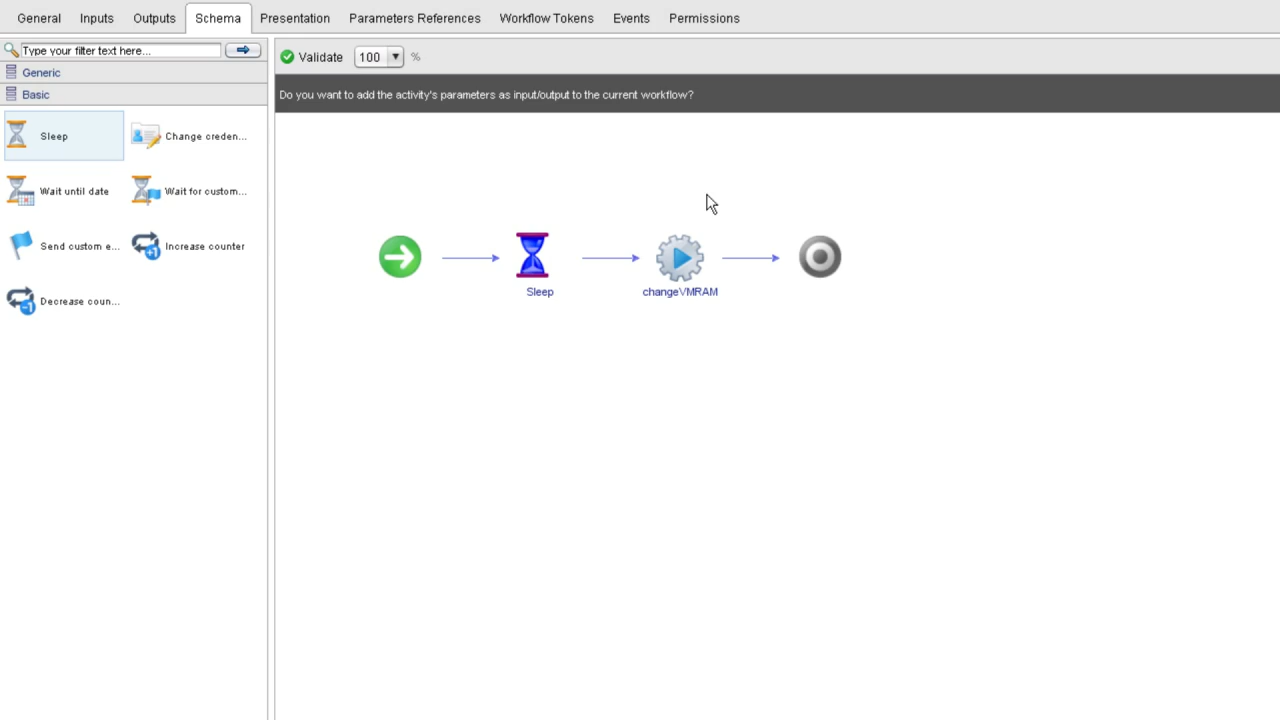 General Inputs Outputs Schema Presentation Parameters References Workflow Tokens Events Permissions
Type your filter text here...
Generic
Basic
Sleep Change creden...
Wait until date Wait for custom...
Send custom e... Increase counter
Decrease coun...
Validate 100 %
Do you want to add the activity's parameters as input/output to the current workflow?
Sleep changeVMRAM